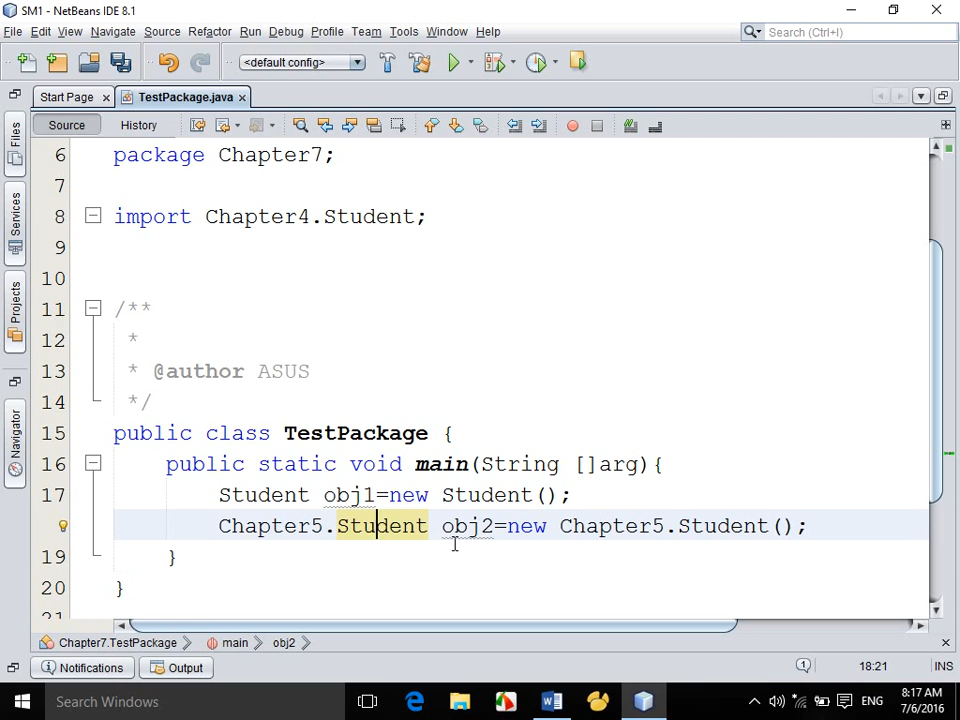 SM1 - NetBeans IDE 8.1
File Edit View Navigate Source Refactor Run Debug Profile Team Tools Window Help
Search (Ctrl+I)
<default config>
Start Page
TestPackage.java
Source History
Files
Services
Projects
Navigator
6 package Chapter7;
7
8 import Chapter4.Student;
9
10
11 /**
12 *
13 * @author ASUS
14 */
15 public class TestPackage {
16 public static void main(String []arg){
17 Student obj1=new Student();
Chapter5.Student obj2=new Chapter5.Student();
19 }
20 }
21
Chapter7.TestPackage main obj2
Notifications Output 1 18:21 INS
Search Windows
ENG
8:17 AM
7/6/2016